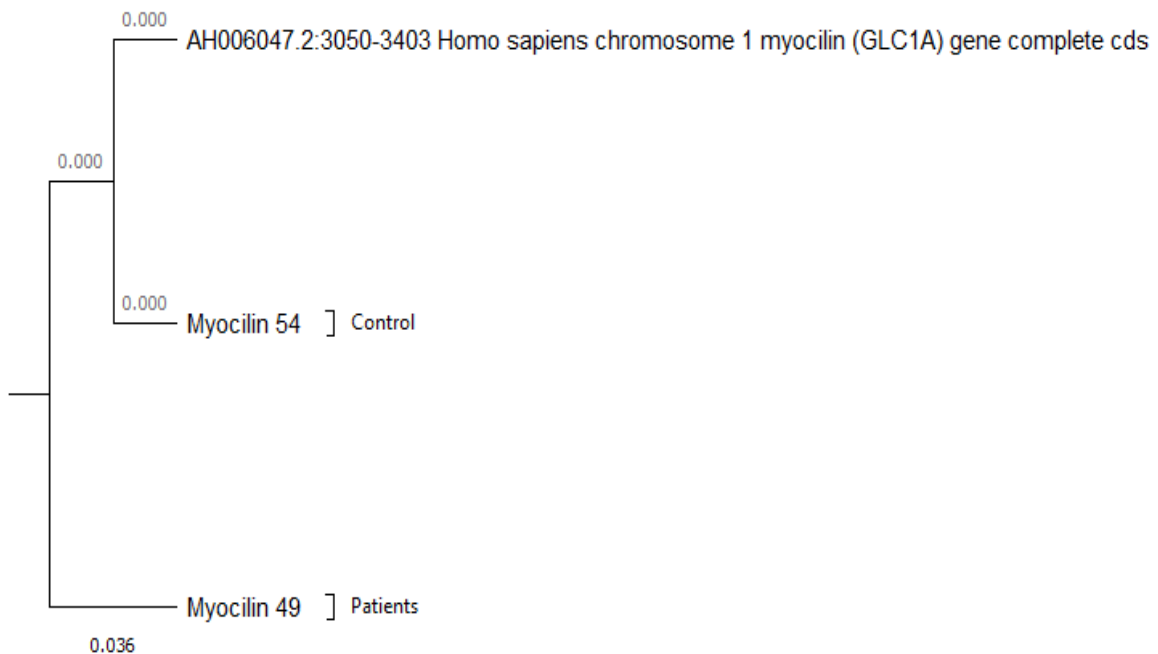 0.000
AH006047.2:3050-3403 Homo sapiens chromosome 1 myocilin (GLC1A) gene complete cds
0.000
0.000
Myocilin 54 ] Control
Myocilin 49 ] Patients
0.036